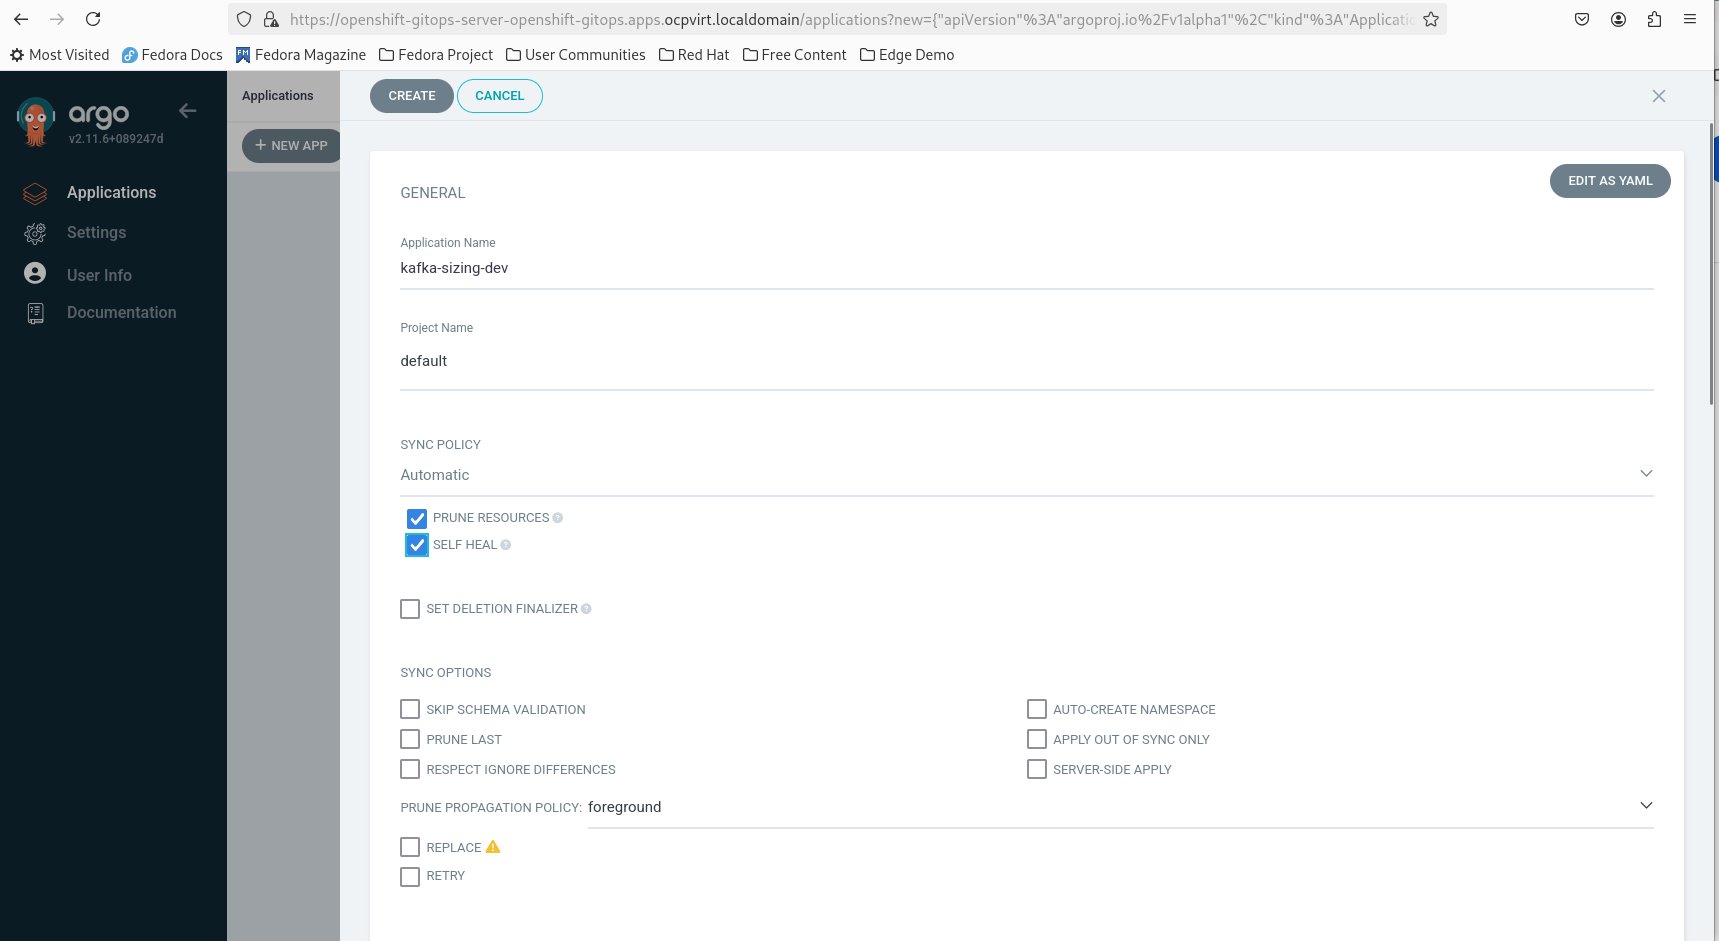 https://openshift-gitops-server-openshift-gitops.apps.ocpvirt.localdomain/applications?new={"apiVersion"%3A"argoproj.io%2Fv1alpha1"%2C"kind"%3A"Applicatio
Most Visited Fedora Docs FM Fedora Magazine Fedora Project User Communities Red Hat Free Content Edge Demo
argo
v2.11.6+089247d
Applications
Settings
User Info
Documentation
Applications
+ NEW APP
CREATE CANCEL
GENERAL
EDIT AS YAML
Application Name
kafka-sizing-dev
Project Name
default
SYNC POLICY
Automatic
PRUNE RESOURCES ?
SELF HEAL ?
SET DELETION FINALIZER ?
SYNC OPTIONS
SKIP SCHEMA VALIDATION AUTO-CREATE NAMESPACE
PRUNE LAST APPLY OUT OF SYNC ONLY
RESPECT IGNORE DIFFERENCES SERVER-SIDE APPLY
PRUNE PROPAGATION POLICY: foreground
REPLACE
RETRY